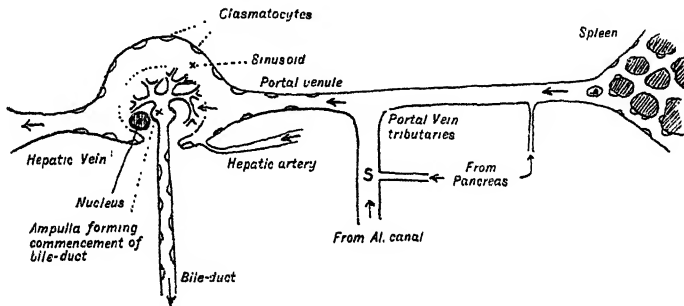 Clasmatocytes
Spleen
Sinusoid
Portal venule
Portal Vein
tributaries
Hepatic Vein
Hepatic artery
From
Pancreas
S
Nucleus
Ampulla forming
commencement of
bile-duct
From Al. canal
Bile-duct